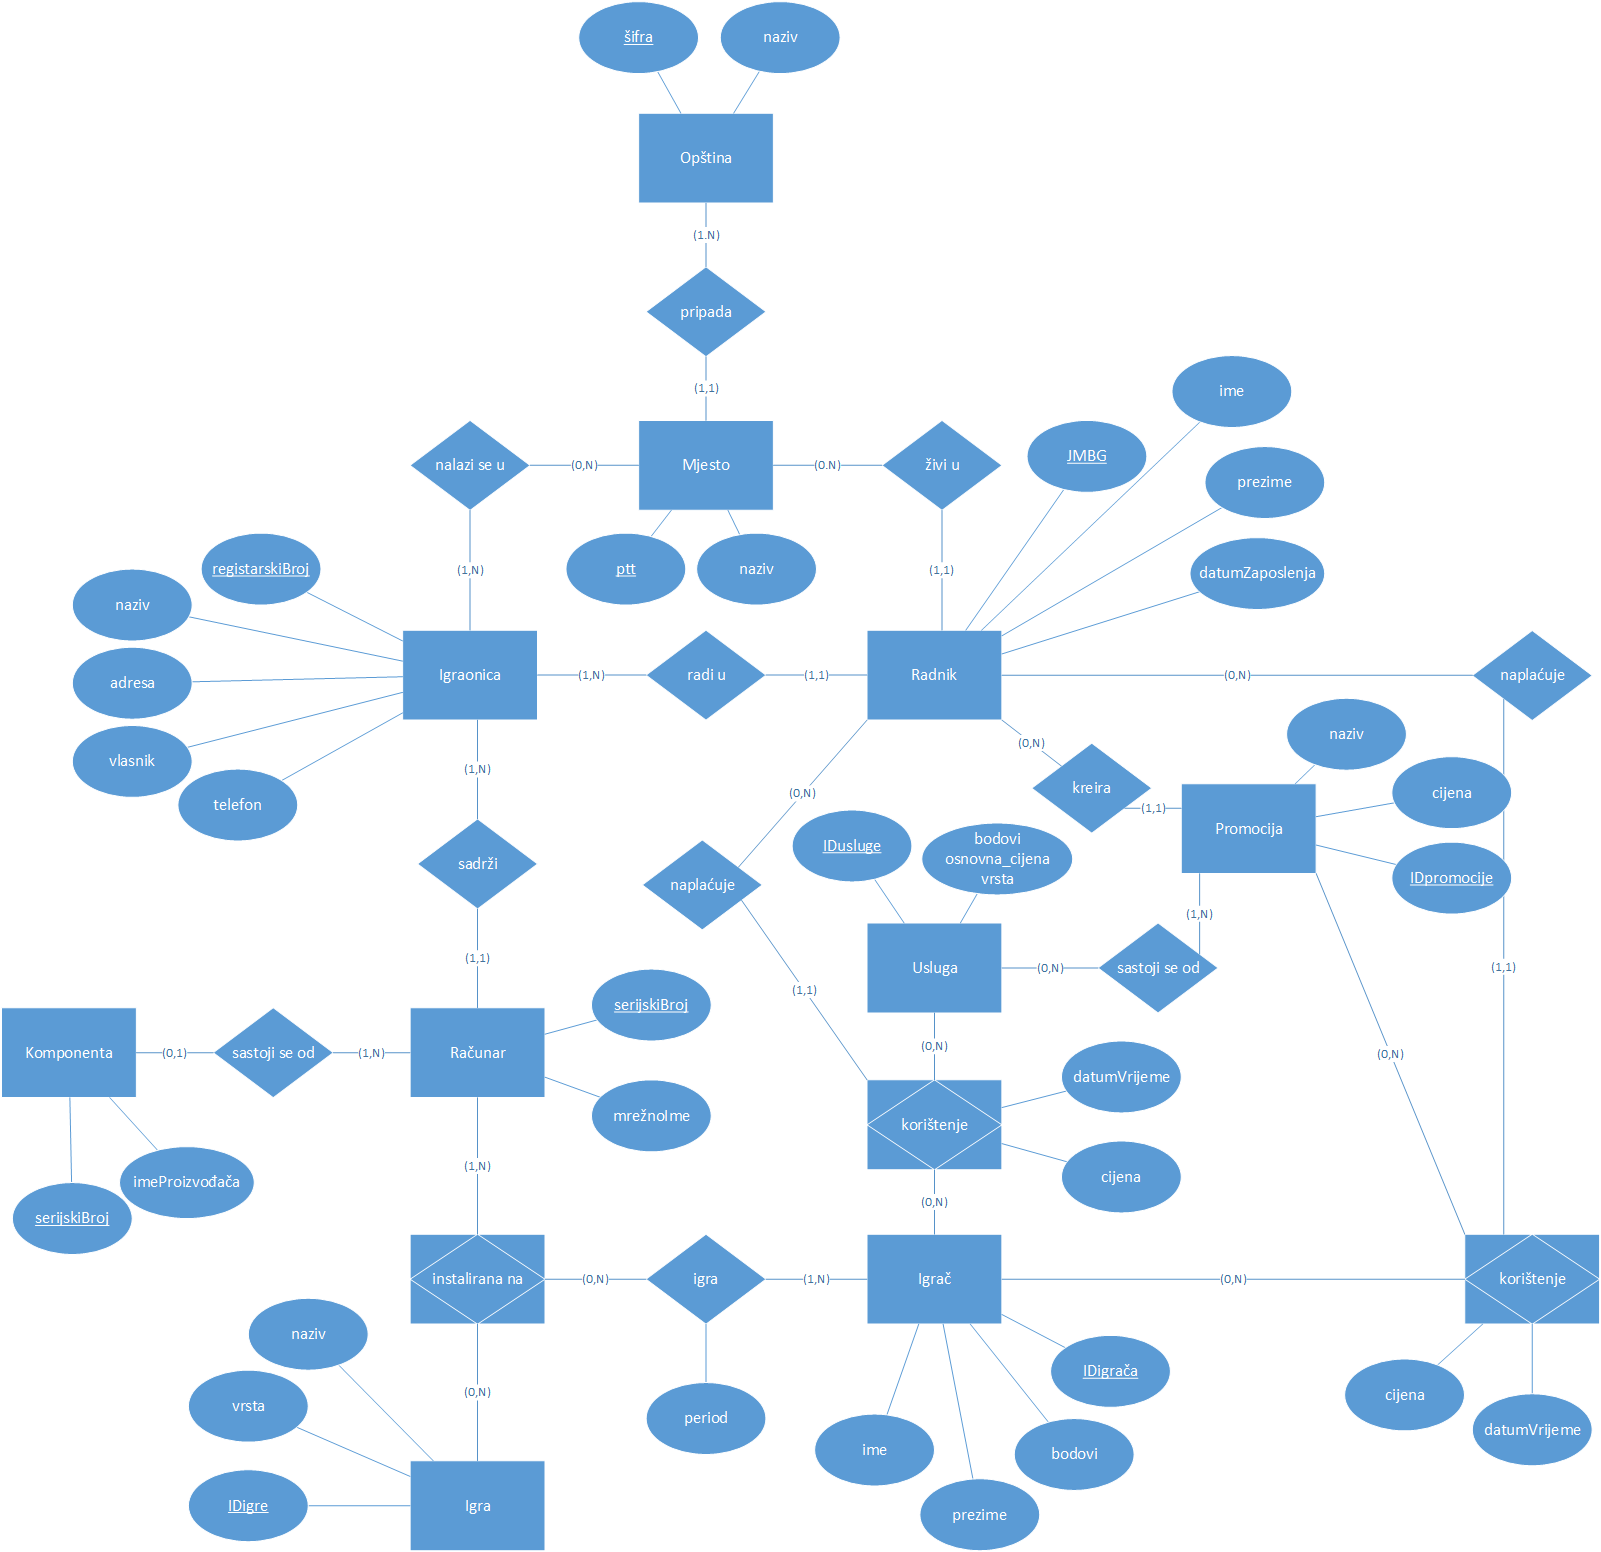 šifra
naziv
Opština
(1.N)
pripada
(1,1)
ime
JMBG
nalazi se u
(0,N)
Mjesto
(0.N)
živi u
prezime
registarskiBroj
(1,N)
ptt
naziv
(1,1)
datumZaposlenja
naziv
adresa
Igraonica
(1,N)
radi u
(1,1)
Radnik
(0,N)
naplaćuje
vlasnik
telefon
(1,N)
(0,N)
(0,N)
kreira
(1,1)
naziv
cijena
Promocija
IDpromocije
sadrži
naplaćuje
IDusluge
bodovi
osnovna_cijena
vrsta
(1,N)
(1,1)
(1,1)
Usluga
(0,N)
sastoji se od
(1,1)
serijskiBroj
Komponenta
(0,1)
sastoji se od
(1,N)
Računar
(0,N)
(0,N)
mrežnoIme
datumVrijeme
korištenje
cijena
imeProizvođača
serijskiBroj
(1,N)
(0,N)
instalirana na
(0,N)
igra
(1,N)
Igrač
(0,N)
korištenje
naziv
vrsta
(0,N)
period
IDigrača
ime
bodovi
prezime
cijena
datumVrijeme
IDigre
Igra